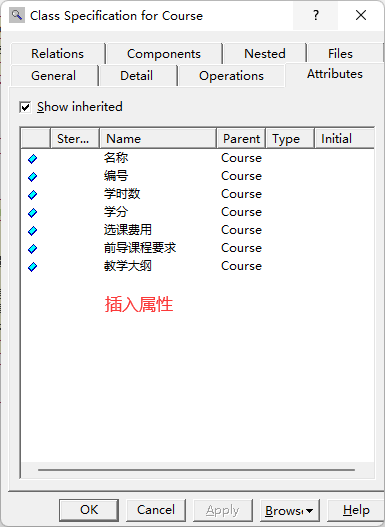 Class Specification for Course
?
Relations Components Nested Files
General Detail Operations Attributes
Show inherited
Ster... Name Parent Type Initial
名称 Course
编号 Course
学时数 Course
学分 Course
选课费用 Course
前导课程要求 Course
教学大纲 Course
插入属性
OK Cancel Apply Browse Help